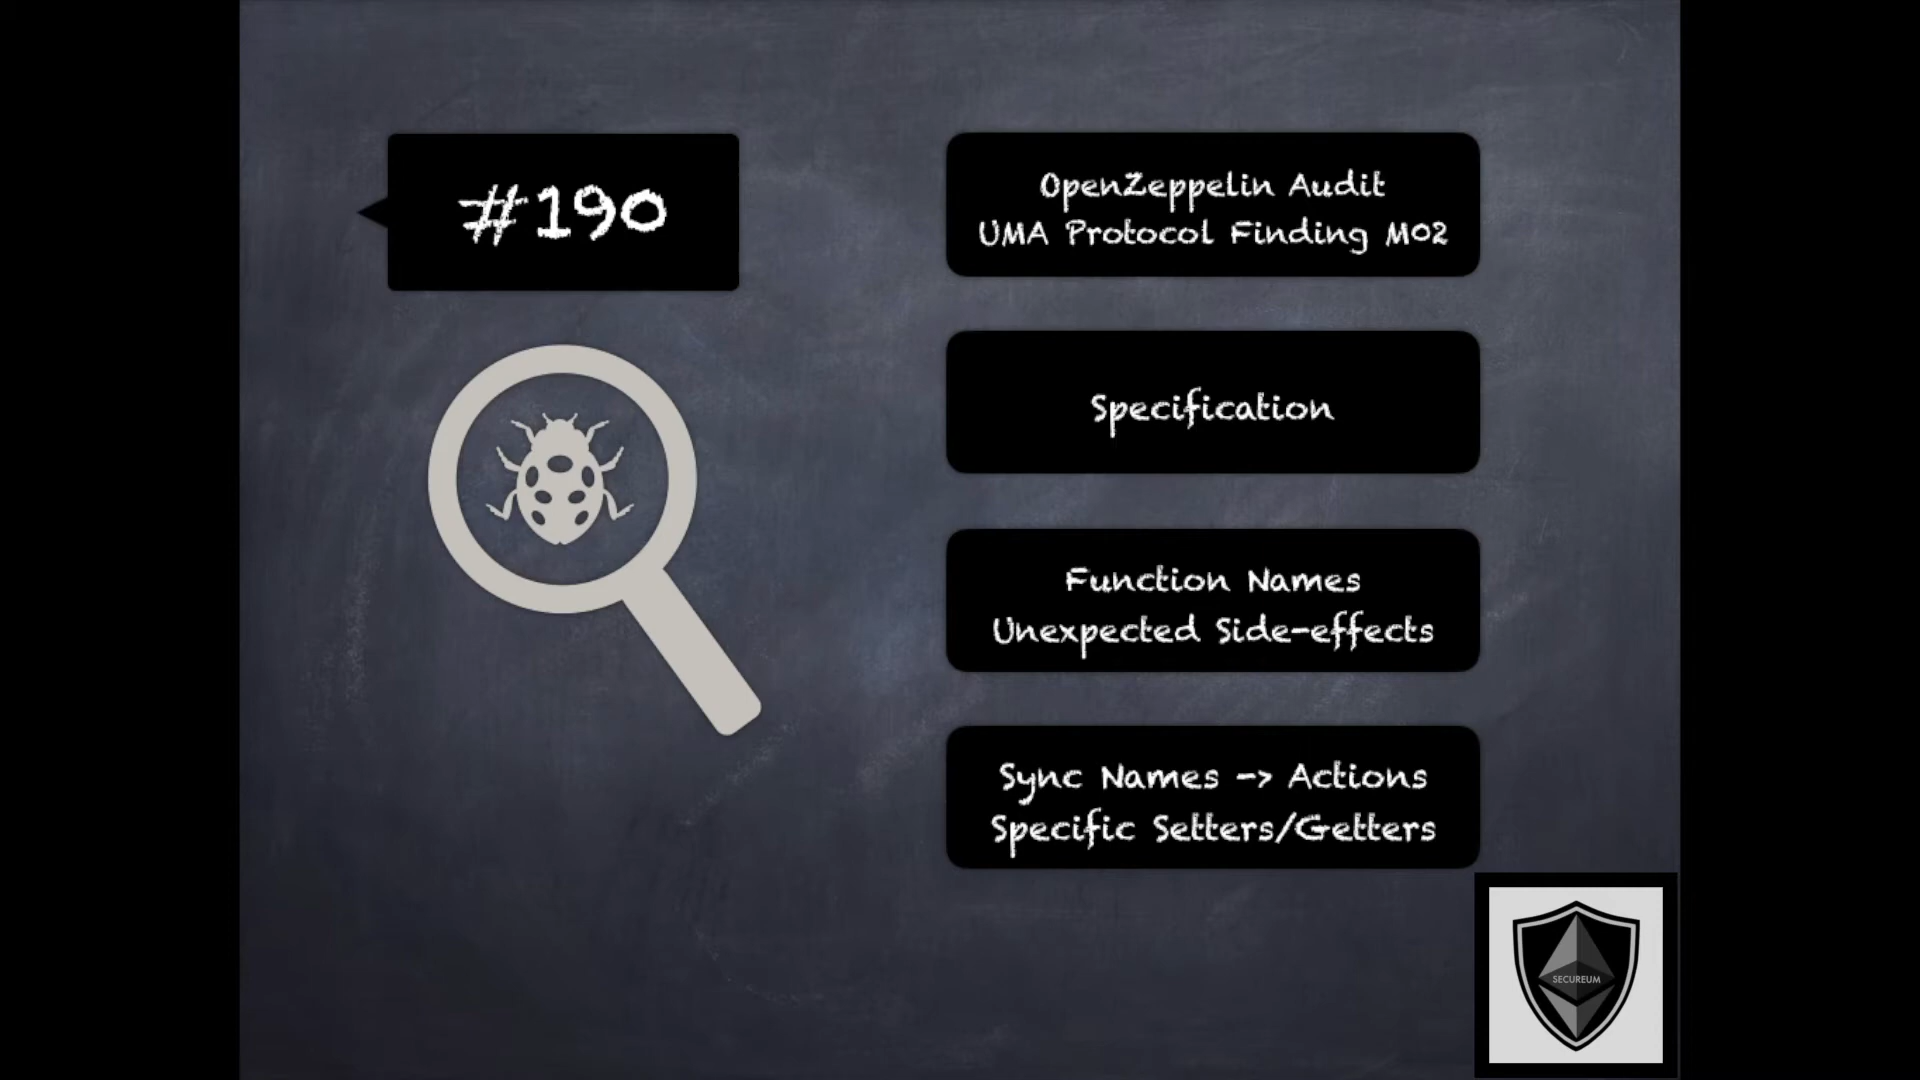 #190
OpenZeppelin Audit
UMA Protocol Finding M02
Specification
Function Names
Unexpected Side-effects
Sync Names -> Actions
Specific Setters/Getters
SECUREUM